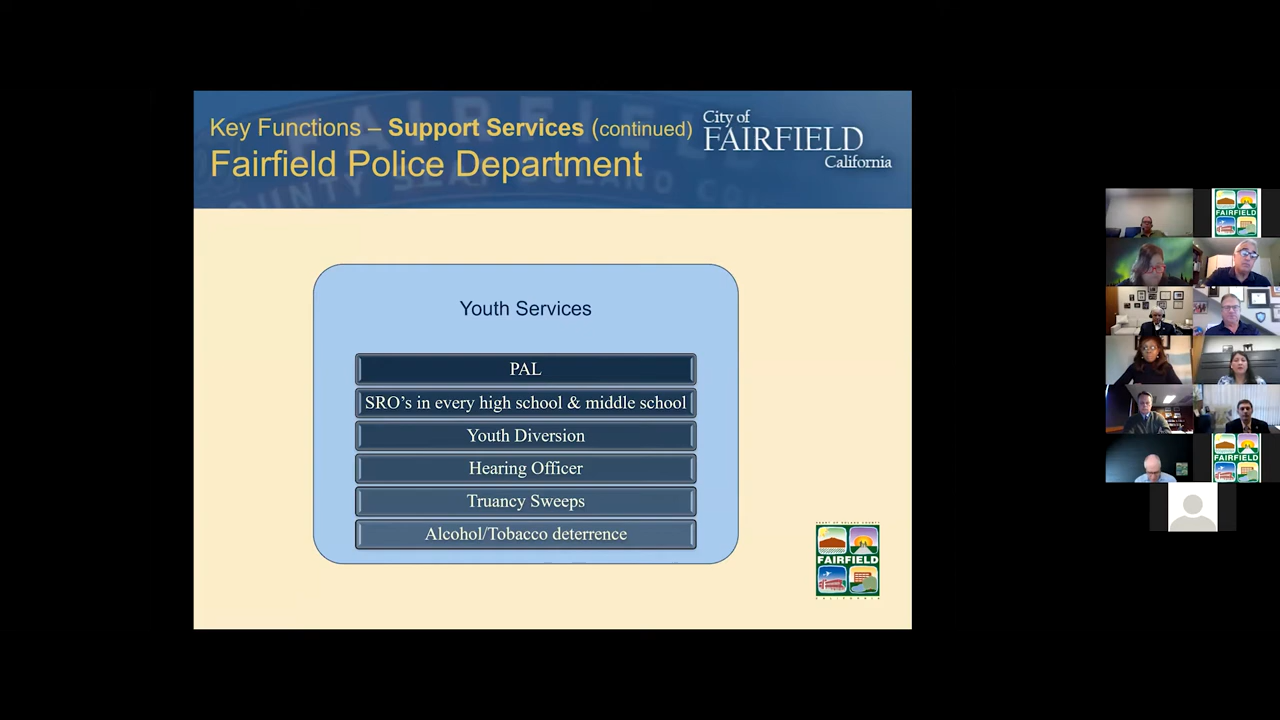 Key Functions – Support Services (continued)
Fairfield Police Department
City of
FAIRFIELD
California
Youth Services
PAL
SRO's in every high school & middle school
Youth Diversion
Hearing Officer
Truancy Sweeps
Alcohol/Tobacco deterrence
FAIRFIELD
CALIFORNIA
FAIRFIELD
FAIRFIELD